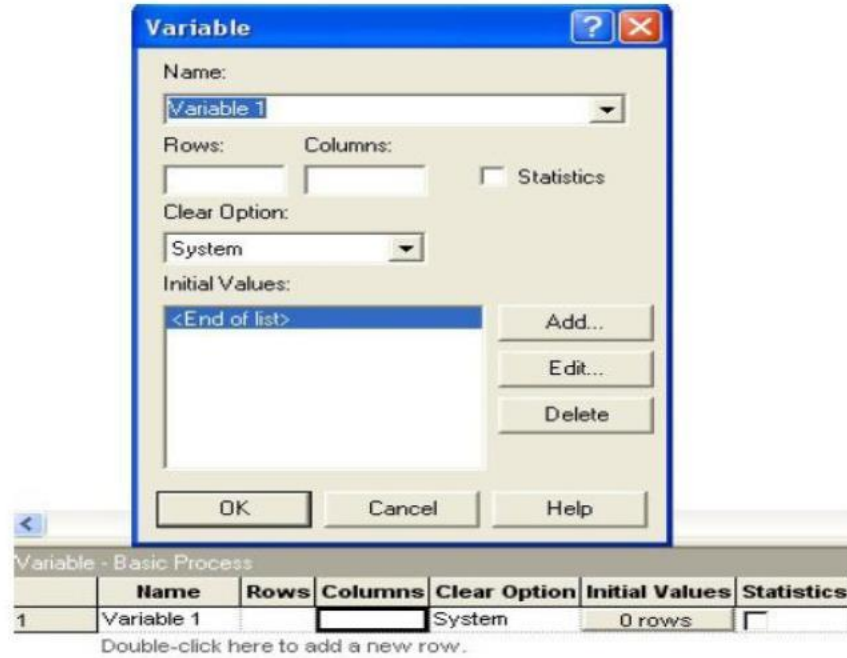 Variable
Name:
Variable 1
Rows: Columns:
Statistics
Clear Option:
System
Initial Values:
<End of list>
Add...
Edit...
Delete
OK Cancel Help
Variable - Basic Process
Name Rows Columns Clear Option Initial Values Statistics
1 Variable 1 System 0 rows
Double-click here to add a new row.